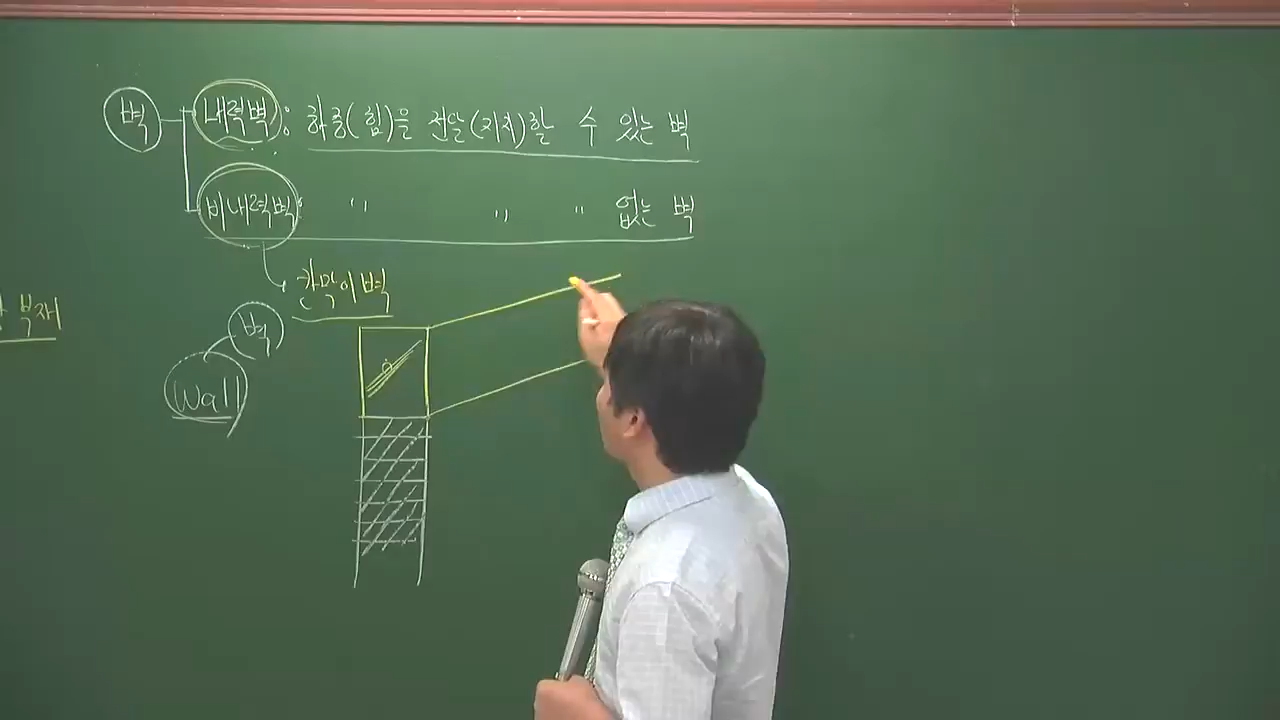 벽
내력벽 : 하중(힘)을 전달(지지)할 수 있는 벽
비내력벽 : " " " 없는 벽
칸막이벽
부재
벽
Wall